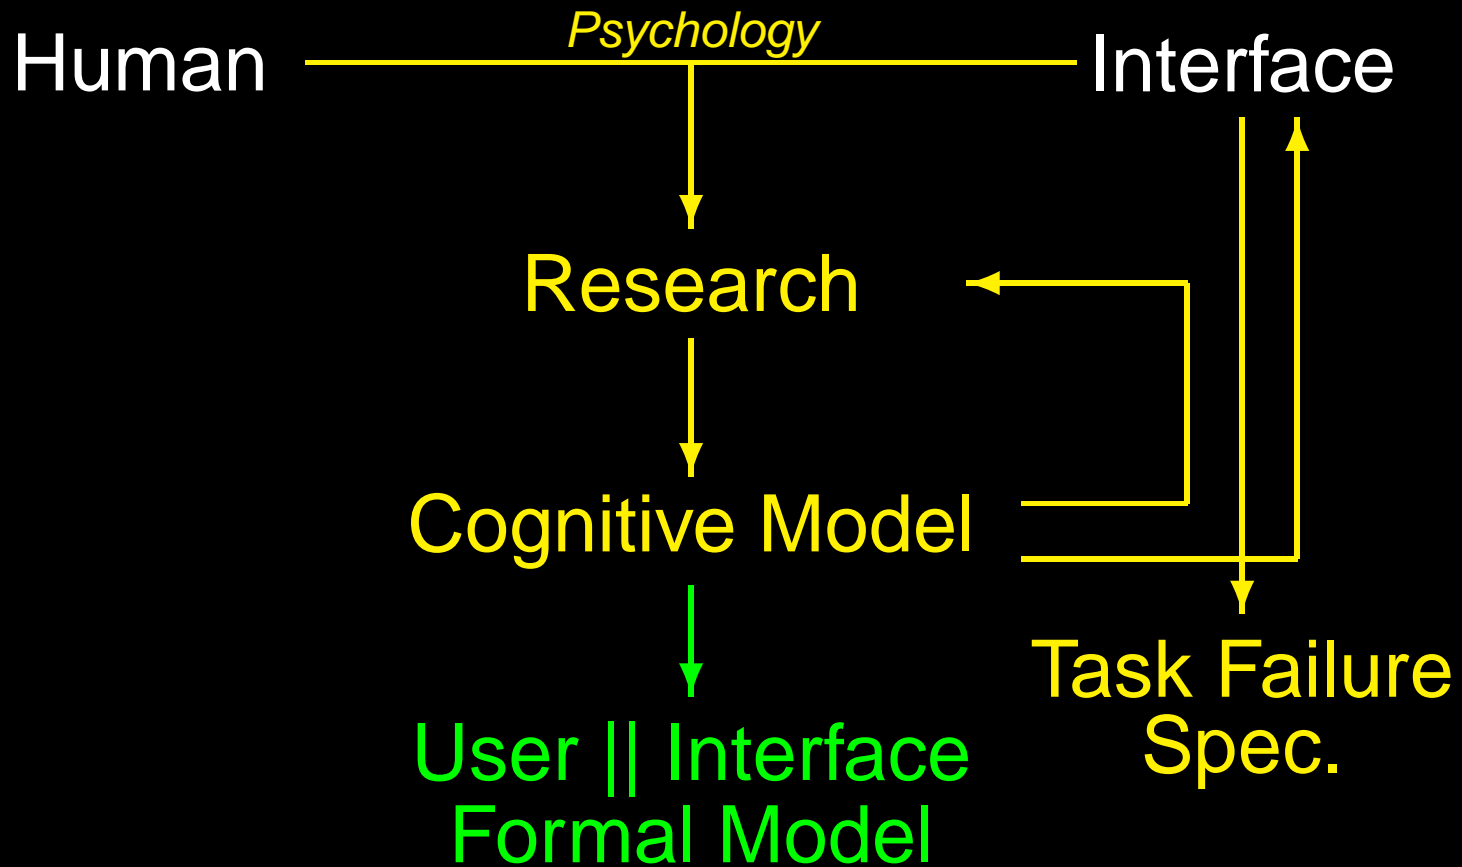 Psychology
Human
Interface
Research
Cognitive Model
Task Failure
Spec.
User || Interface
Formal Model